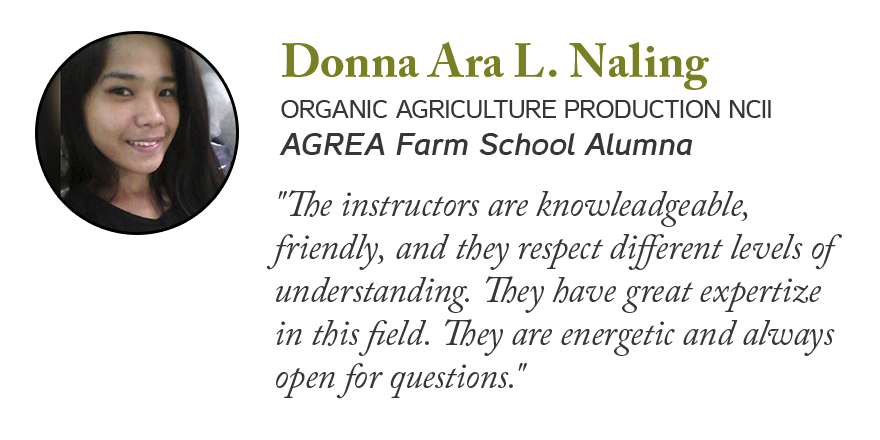 Donna Ara L. Naling
ORGANIC AGRICULTURE PRODUCTION NCII
AGREA Farm School Alumna
"The instructors are knowleadgeable,
friendly, and they respect different levels of
understanding. They have great expertize
in this field. They are energetic and always
open for questions."